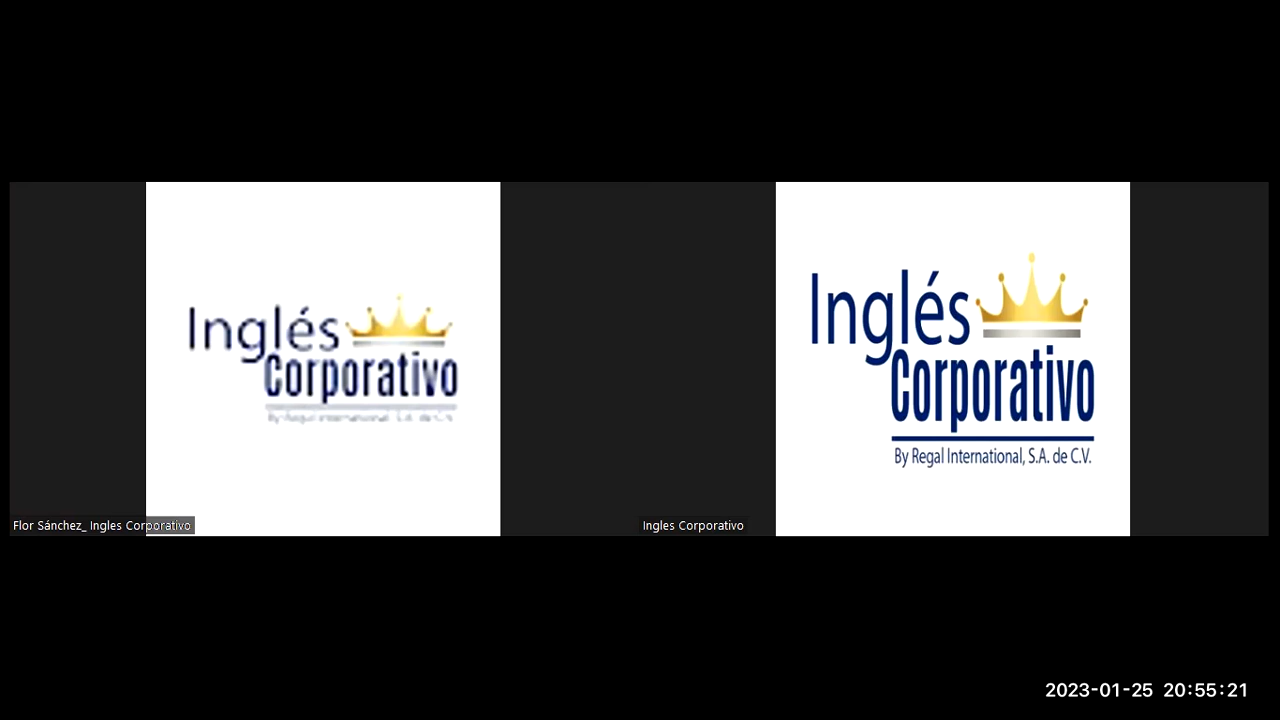 Inglés
Corporativo
Inglés
Corporativo
By Regal International, S.A. de C.V.
Flor Sánchez_ Ingles Corporativo
Ingles Corporativo
2023-01-25 20:55:21